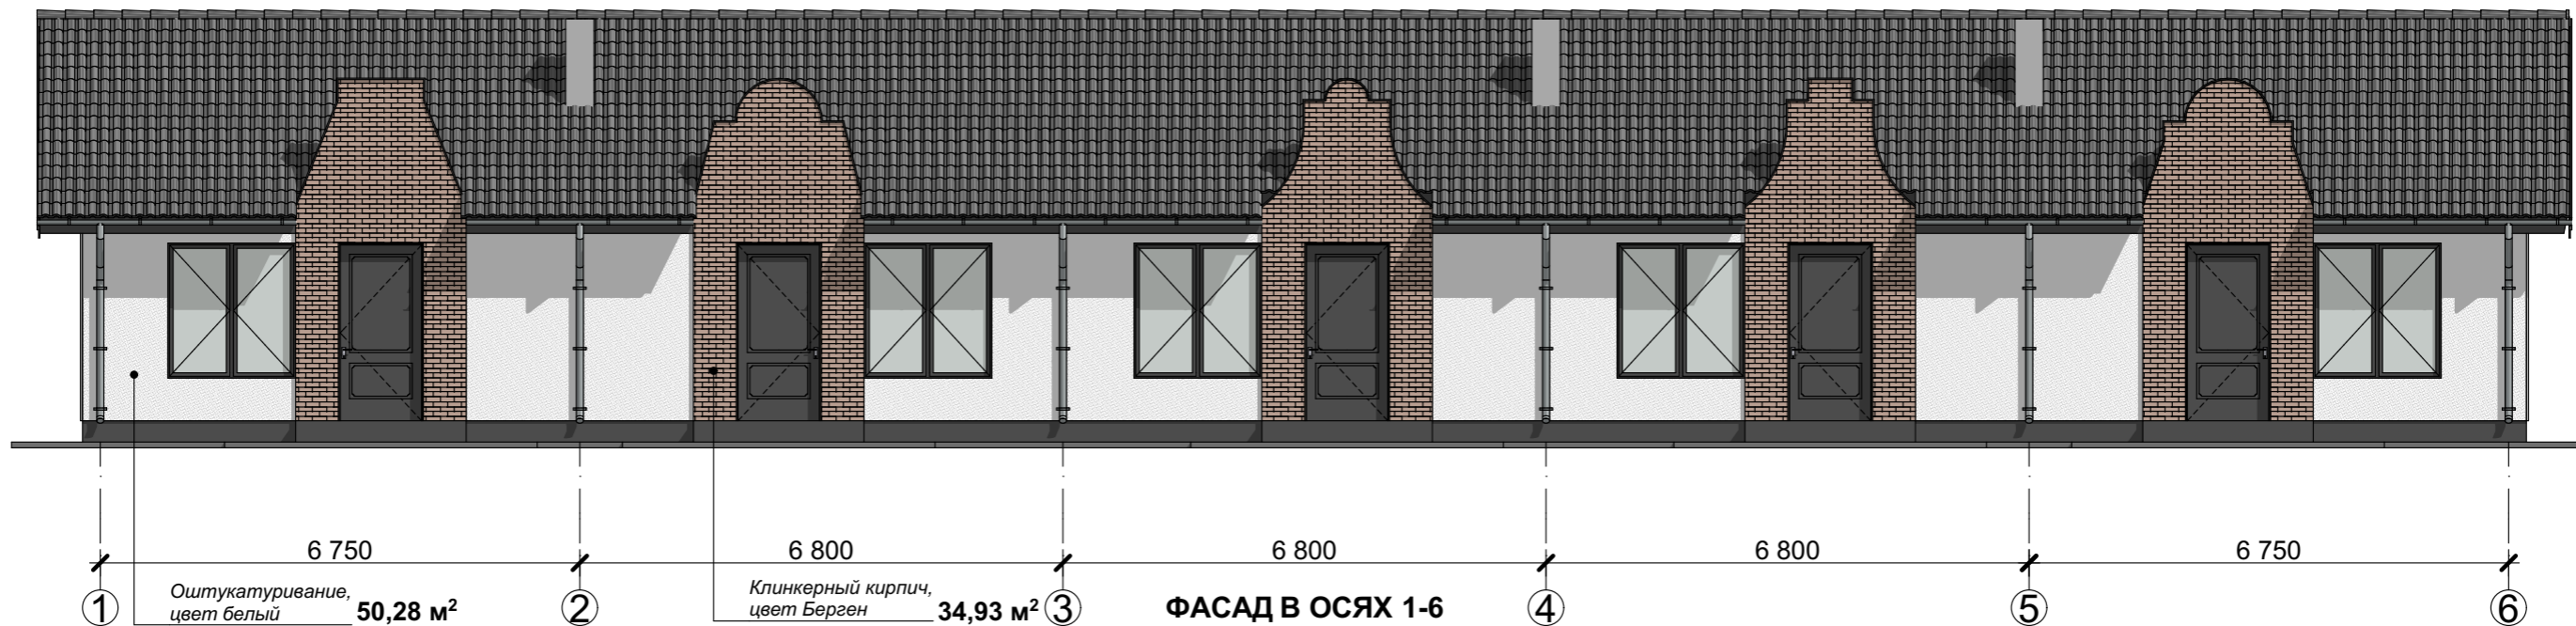 6 750
6 800
6 800
6 800
6 750
Оштукатуривание,
цвет белый 50,28 м²
Клинкерный кирпич,
цвет Берген 34,93 м²
ФАСАД В ОСЯХ 1-6
1
2
3
4
5
6